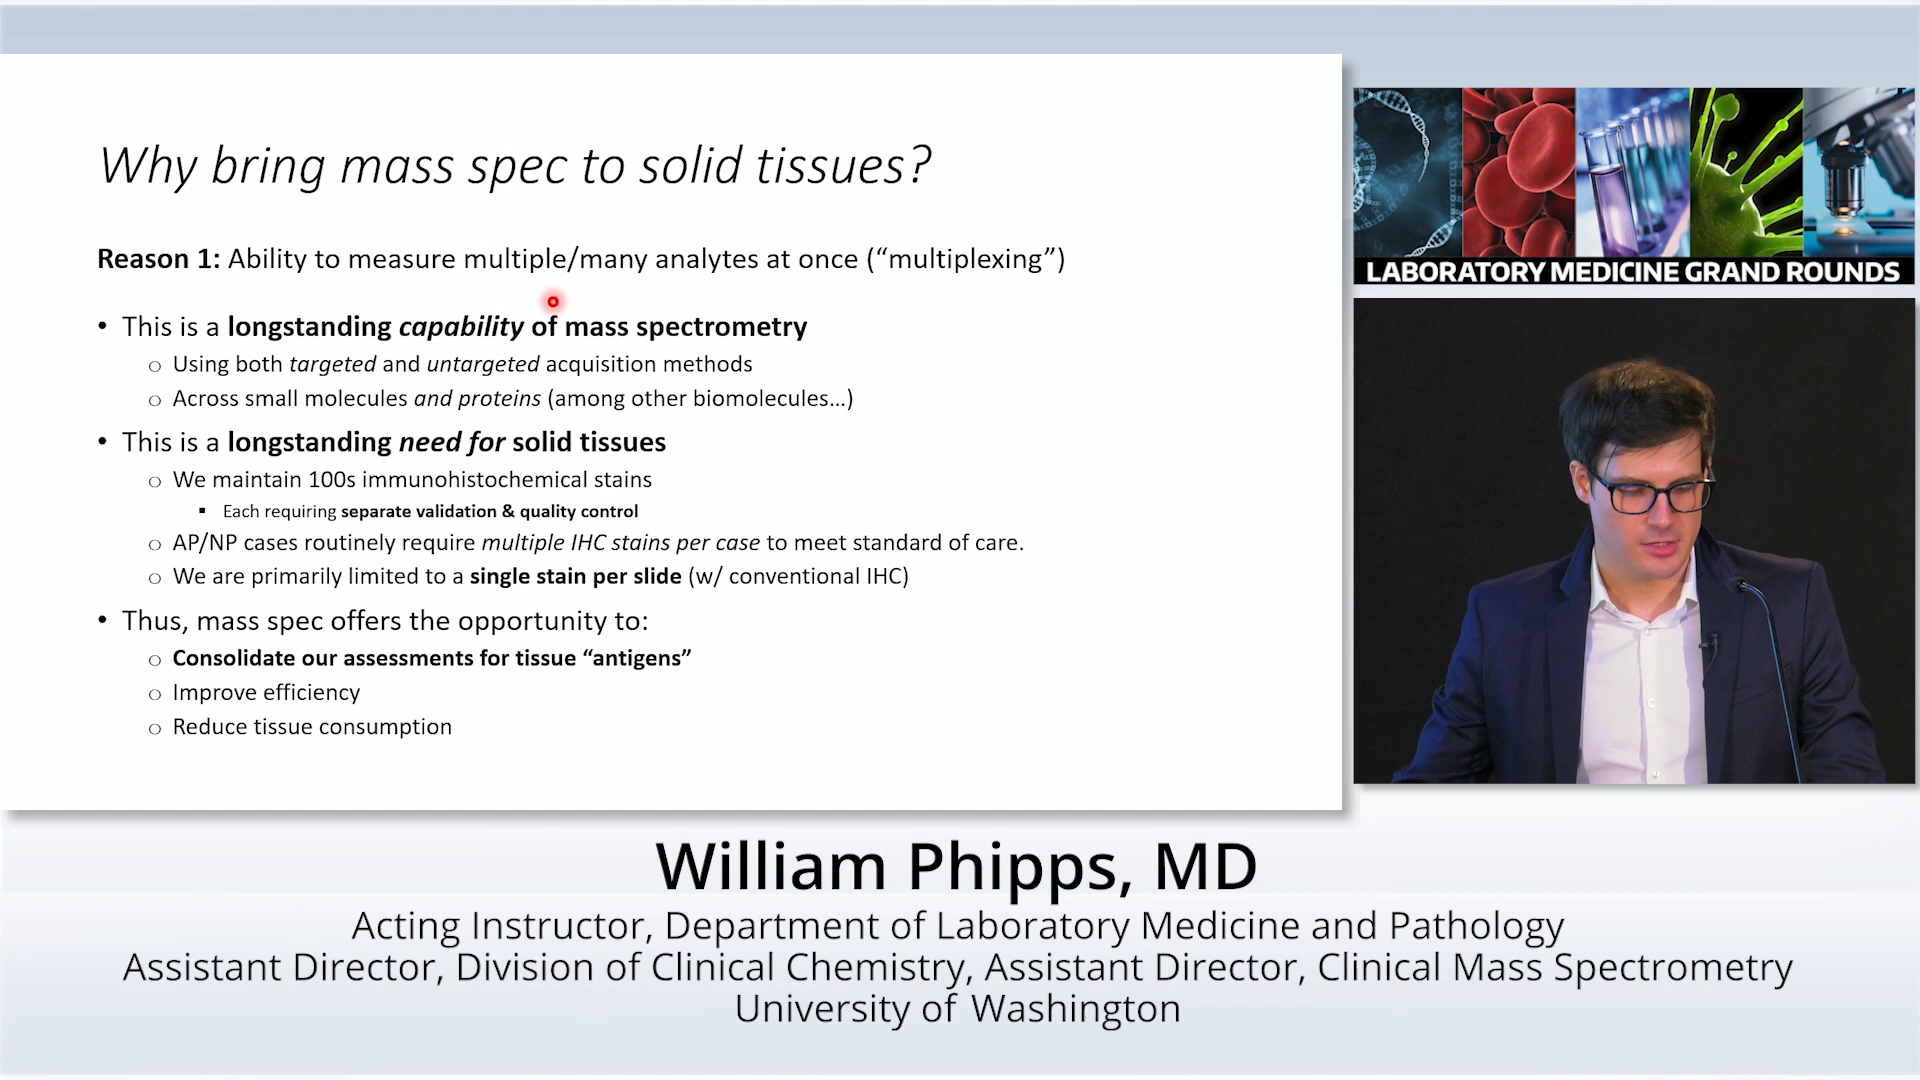 Why bring mass spec to solid tissues?
Reason 1: Ability to measure multiple/many analytes at once (“multiplexing”)
• This is a longstanding capability of mass spectrometry
○ Using both targeted and untargeted acquisition methods
○ Across small molecules and proteins (among other biomolecules…)
• This is a longstanding need for solid tissues
○ We maintain 100s immunohistochemical stains
▪ Each requiring separate validation & quality control
○ AP/NP cases routinely require multiple IHC stains per case to meet standard of care.
○ We are primarily limited to a single stain per slide (w/ conventional IHC)
• Thus, mass spec offers the opportunity to:
○ Consolidate our assessments for tissue “antigens”
○ Improve efficiency
○ Reduce tissue consumption
LABORATORY MEDICINE GRAND ROUNDS
William Phipps, MD
Acting Instructor, Department of Laboratory Medicine and Pathology
Assistant Director, Division of Clinical Chemistry, Assistant Director, Clinical Mass Spectrometry
University of Washington